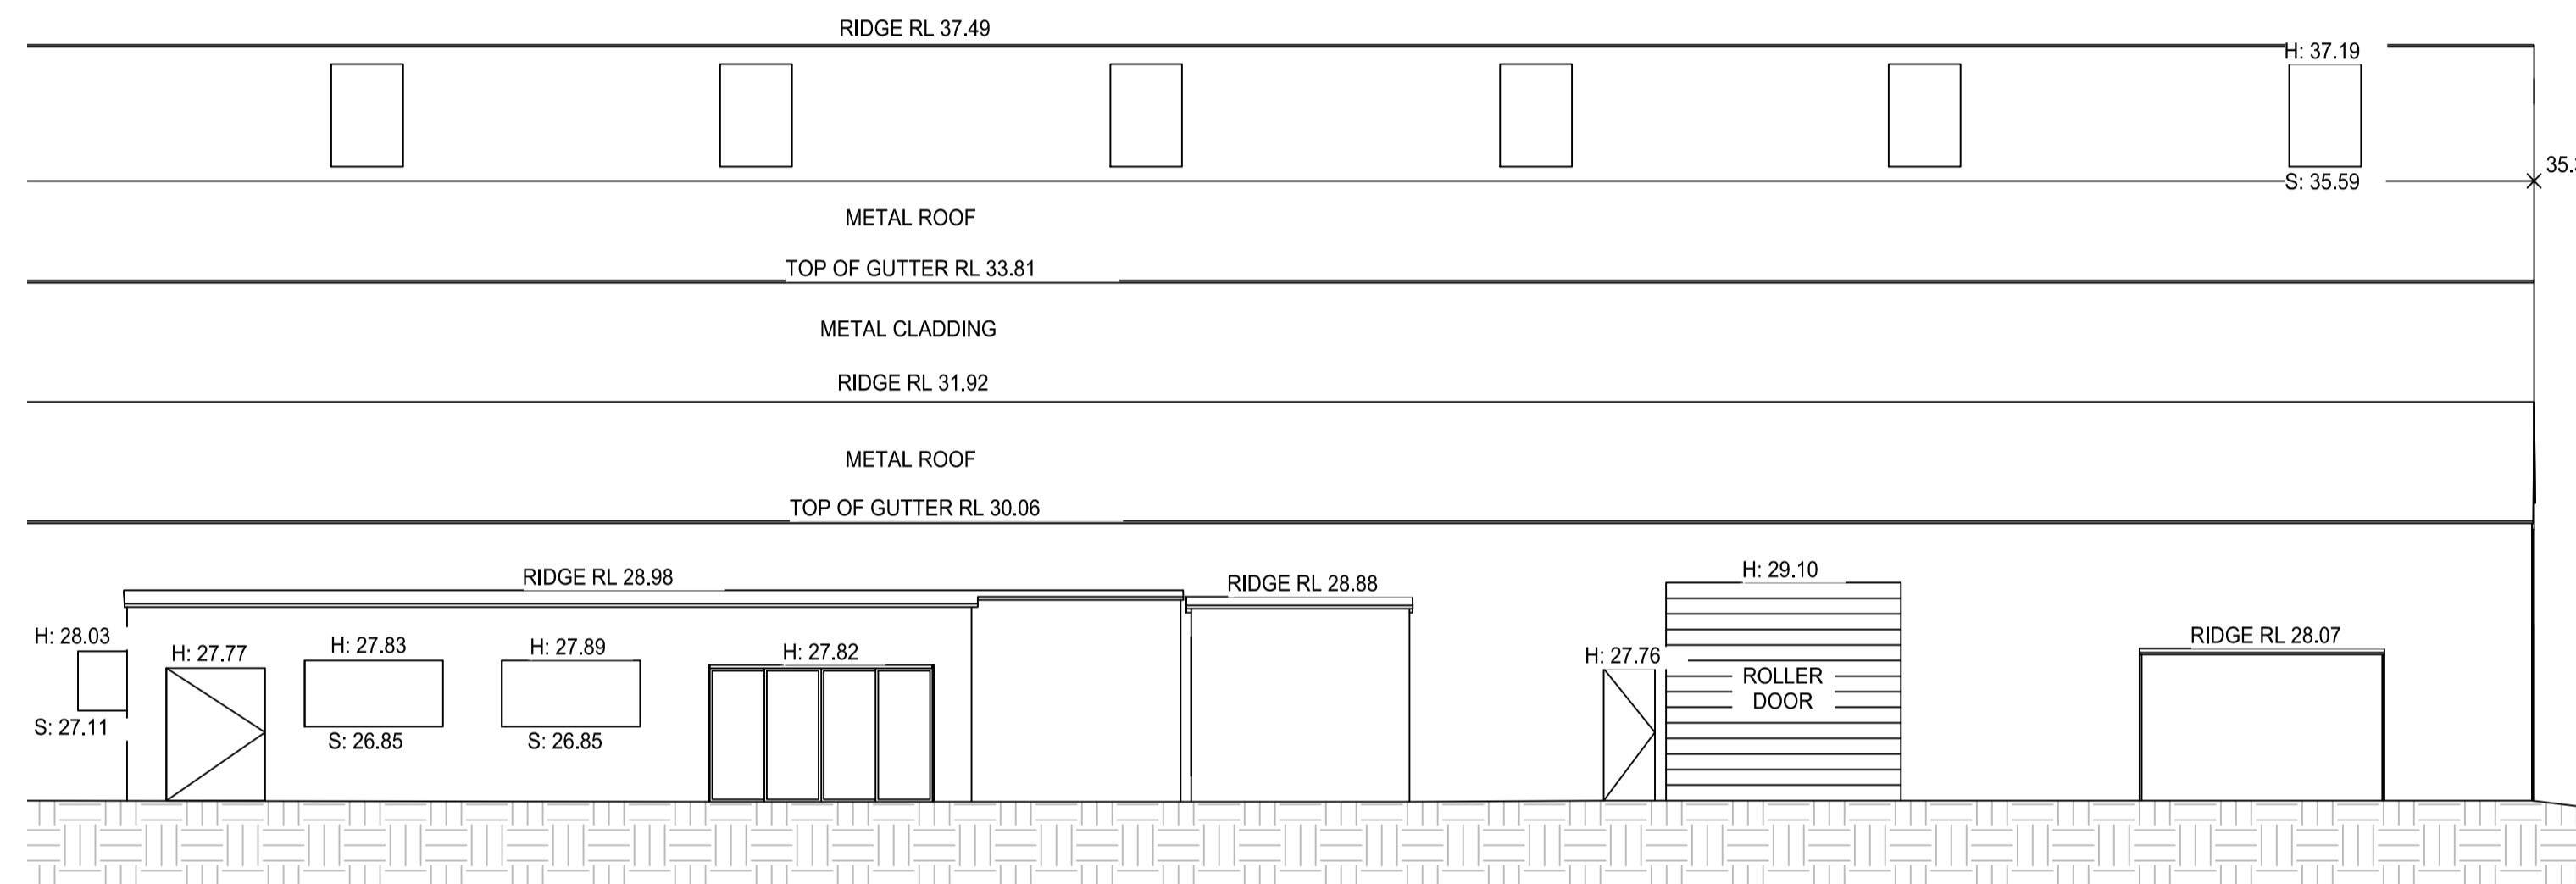 RIDGE RL 37.49
H: 37.19
35.
S: 35.59
METAL ROOF
TOP OF GUTTER RL 33.81
METAL CLADDING
RIDGE RL 31.92
METAL ROOF
TOP OF GUTTER RL 30.06
RIDGE RL 28.98
RIDGE RL 28.88
H: 29.10
H: 28.03
H: 27.77
H: 27.83
H: 27.89
H: 27.82
H: 27.76
RIDGE RL 28.07
ROLLER
DOOR
S: 27.11
S: 26.85
S: 26.85